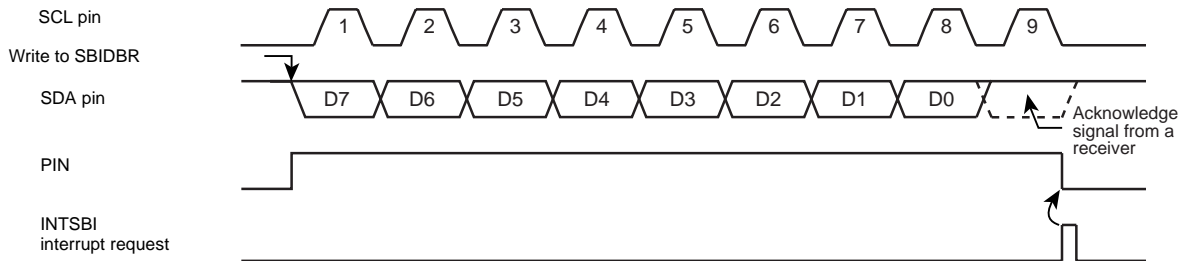 SCL pin
1 2 3 4 5 6 7 8 9
Write to SBIDBR
SDA pin
D7 D6 D5 D4 D3 D2 D1 D0
Acknowledge
signal from a
receiver
PIN
INTSBI
interrupt request